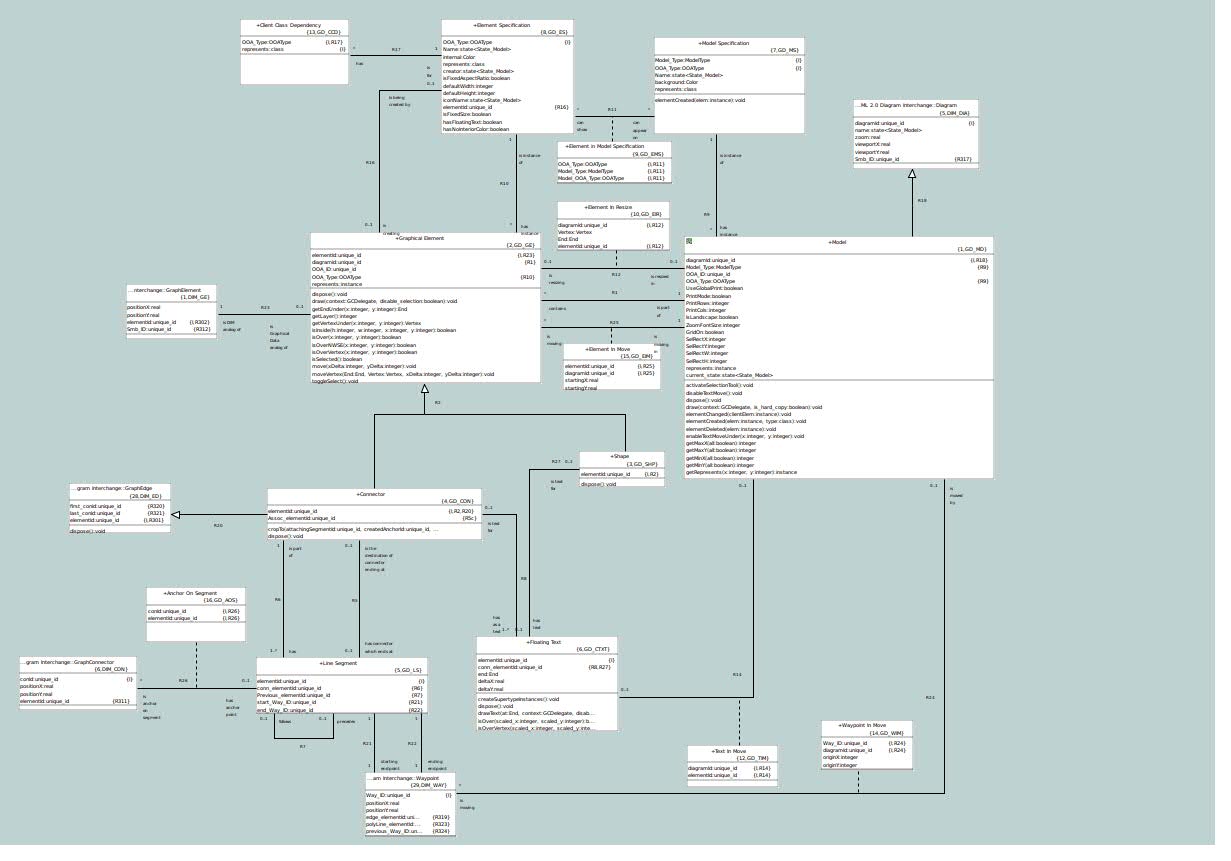 +Client Class Dependency
{13,GD_CCD}
OOA_Type:OOAType {I,R17}
represents:class {I}
+Element Specification
{8,GD_ES}
OOA_Type:OOAType {I}
Name:state<State_Model>
internal:Color
represents:class
creator:state<State_Model>
isFixedAspectRatio:boolean
defaultWidth:integer
defaultHeight:integer
iconName:state<State_Model>
elementId:unique_id {R16}
isFixedSize:boolean
hasFloatingText:boolean
hasNoInteriorColor:boolean
+Model Specification
{7,GD_MS}
Model_Type:ModelType {I}
OOA_Type:OOAType {I}
Name:state<State_Model>
background:Color
represents:class
elementCreated(elem:instance):void
...ML 2.0 Diagram Interchange::Diagram
{5,DIM_DIA}
diagramId:unique_id {I}
name:state<State_Model>
zoom:real
viewportX:real
viewportY:real
Smb_ID:unique_id {R317}
* R17 1
has
is
for
0..1
is being
created by
R16
0..1
is
creating
1
is instance
of
R10
*
has
instance
* R11 *
can
show
can
appear
on
+Element in Model Specification
{9,GD_EMS}
OOA_Type:OOAType {I,R11}
Model_Type:ModelType {I,R11}
Model_OOA_Type:OOAType {I,R11}
1
is instance
of
R9
*
has
instance
R18
+Element In Resize
{10,GD_EIR}
diagramId:unique_id {I,R12}
Vertex:Vertex
End:End
elementId:unique_id {I,R12}
+Graphical Element
{2,GD_GE}
elementId:unique_id {I,R23}
diagramId:unique_id {R1}
OOA_ID:unique_id
OOA_Type:OOAType {R10}
represents:instance
dispose():void
draw(context:GCDelegate, disable_selection:boolean):void
getEndUnder(x:integer, y:integer):End
getLayer():integer
getVertexUnder(x:integer, y:integer):Vertex
isInside(h:integer, w:integer, x:integer, y:integer):boolean
isOver(x:integer, y:integer):boolean
isOverNWSE(x:integer, y:integer):boolean
isOverVertex(x:integer, y:integer):boolean
isSelected():boolean
move(xDelta:integer, yDelta:integer):void
moveVertex(End:End, Vertex:Vertex, xDelta:integer, yDelta:integer):void
toggleSelect():void
0..1 R12 0..1
is
resizing
is resized
in
* R1 1
contains
is part
of
* R25
is
moving
is
moving
in
+Element In Move
{15,GD_EIM}
elementId:unique_id {I,R25}
diagramId:unique_id {I,R25}
startingX:real
startingY:real
+Model
{1,GD_MD}
diagramId:unique_id {I,R18}
Model_Type:ModelType {R9}
OOA_ID:unique_id
OOA_Type:OOAType {R9}
UseGlobalPrint:boolean
PrintMode:boolean
PrintRows:integer
PrintCols:integer
isLandscape:boolean
ZoomFontSize:integer
GridOn:boolean
SelRectX:integer
SelRectY:integer
SelRectW:integer
SelRectH:integer
represents:instance
current_state:state<State_Model>
activateSelectionTool():void
disableTextMove():void
dispose():void
draw(context:GCDelegate, is_hard_copy:boolean):void
elementChanged(clientElem:instance):void
elementCreated(elem:instance, type:class):void
elementDeleted(elem:instance):void
enableTextMoveUnder(x:integer, y:integer):void
getMaxX(all:boolean):integer
getMaxY(all:boolean):integer
getMinX(all:boolean):integer
getMinY(all:boolean):integer
getRepresents(x:integer, y:integer):instance
...nterchange::GraphElement
{1,DIM_GE}
positionX:real
positionY:real
elementId:unique_id {I,R302}
Smb_ID:unique_id {R312}
1 R23 0..1
is DIM
analog of
is
Graphical
Data
analog of
R2
+Shape
{3,GD_SHP}
elementId:unique_id {I,R2}
dispose():void
R27 0..1
is text
for
...gram Interchange::GraphEdge
{28,DIM_ED}
first_conId:unique_id {R320}
last_conId:unique_id {R321}
elementId:unique_id {I,R301}
dispose():void
R20
+Connector
{4,GD_CON}
elementId:unique_id {I,R2,R20}
Assoc_elementId:unique_id {R5c}
cropTo(attachingSegmentId:unique_id, createdAnchorId:unique_id, ...
dispose():void
0..1
is text
for
R8
1
is part
of
R6
1..*
has
0..1
is the
destination of
connector
ending at
R5
0..1
has connector
which ends at
+Anchor On Segment
{16,GD_AOS}
conId:unique_id {I,R26}
elementId:unique_id {I,R26}
...gram Interchange::GraphConnector
{6,DIM_CON}
conId:unique_id {I}
positionX:real
positionY:real
elementId:unique_id {R311}
* R26 0..1
is
anchor
on
segment
has
anchor
point
+Line Segment
{5,GD_LS}
elementId:unique_id {I}
conn_elementId:unique_id {R6}
Previous_elementId:unique_id {R7}
start_Way_ID:unique_id {R21}
end_Way_ID:unique_id {R22}
0..1 follows 0..1 precedes
R7
1
R21
starting
endpoint
1
1
R22
ending
endpoint
1
has
as a
text 1..*
has
text
0..1
+Floating Text
{6,GD_CTXT}
elementId:unique_id {I}
conn_elementId:unique_id {R8,R27}
end:End
deltaX:real
deltaY:real
createSupertypeInstances():void
dispose():void
drawText(at:End, context:GCDelegate, disab...
isOver(scaled_x:integer, scaled_y:integer):b...
isOverVertex(scaled_x:integer, scaled_y:inte...
0..1
R14
0..1
0..1
is
moved
by
R24
+Text In Move
{12,GD_TIM}
diagramId:unique_id {I,R14}
elementId:unique_id {I,R14}
+Waypoint In Move
{14,GD_WIM}
Way_ID:unique_id {I,R24}
diagramId:unique_id {I,R24}
originX:integer
originY:integer
...am Interchange::Waypoint
{29,DIM_WAY}
Way_ID:unique_id {I}
positionX:real
positionY:real
edge_elementId:uni... {R319}
polyLine_elementId:... {R323}
previous_Way_ID:un... {R324}
*
is
moving